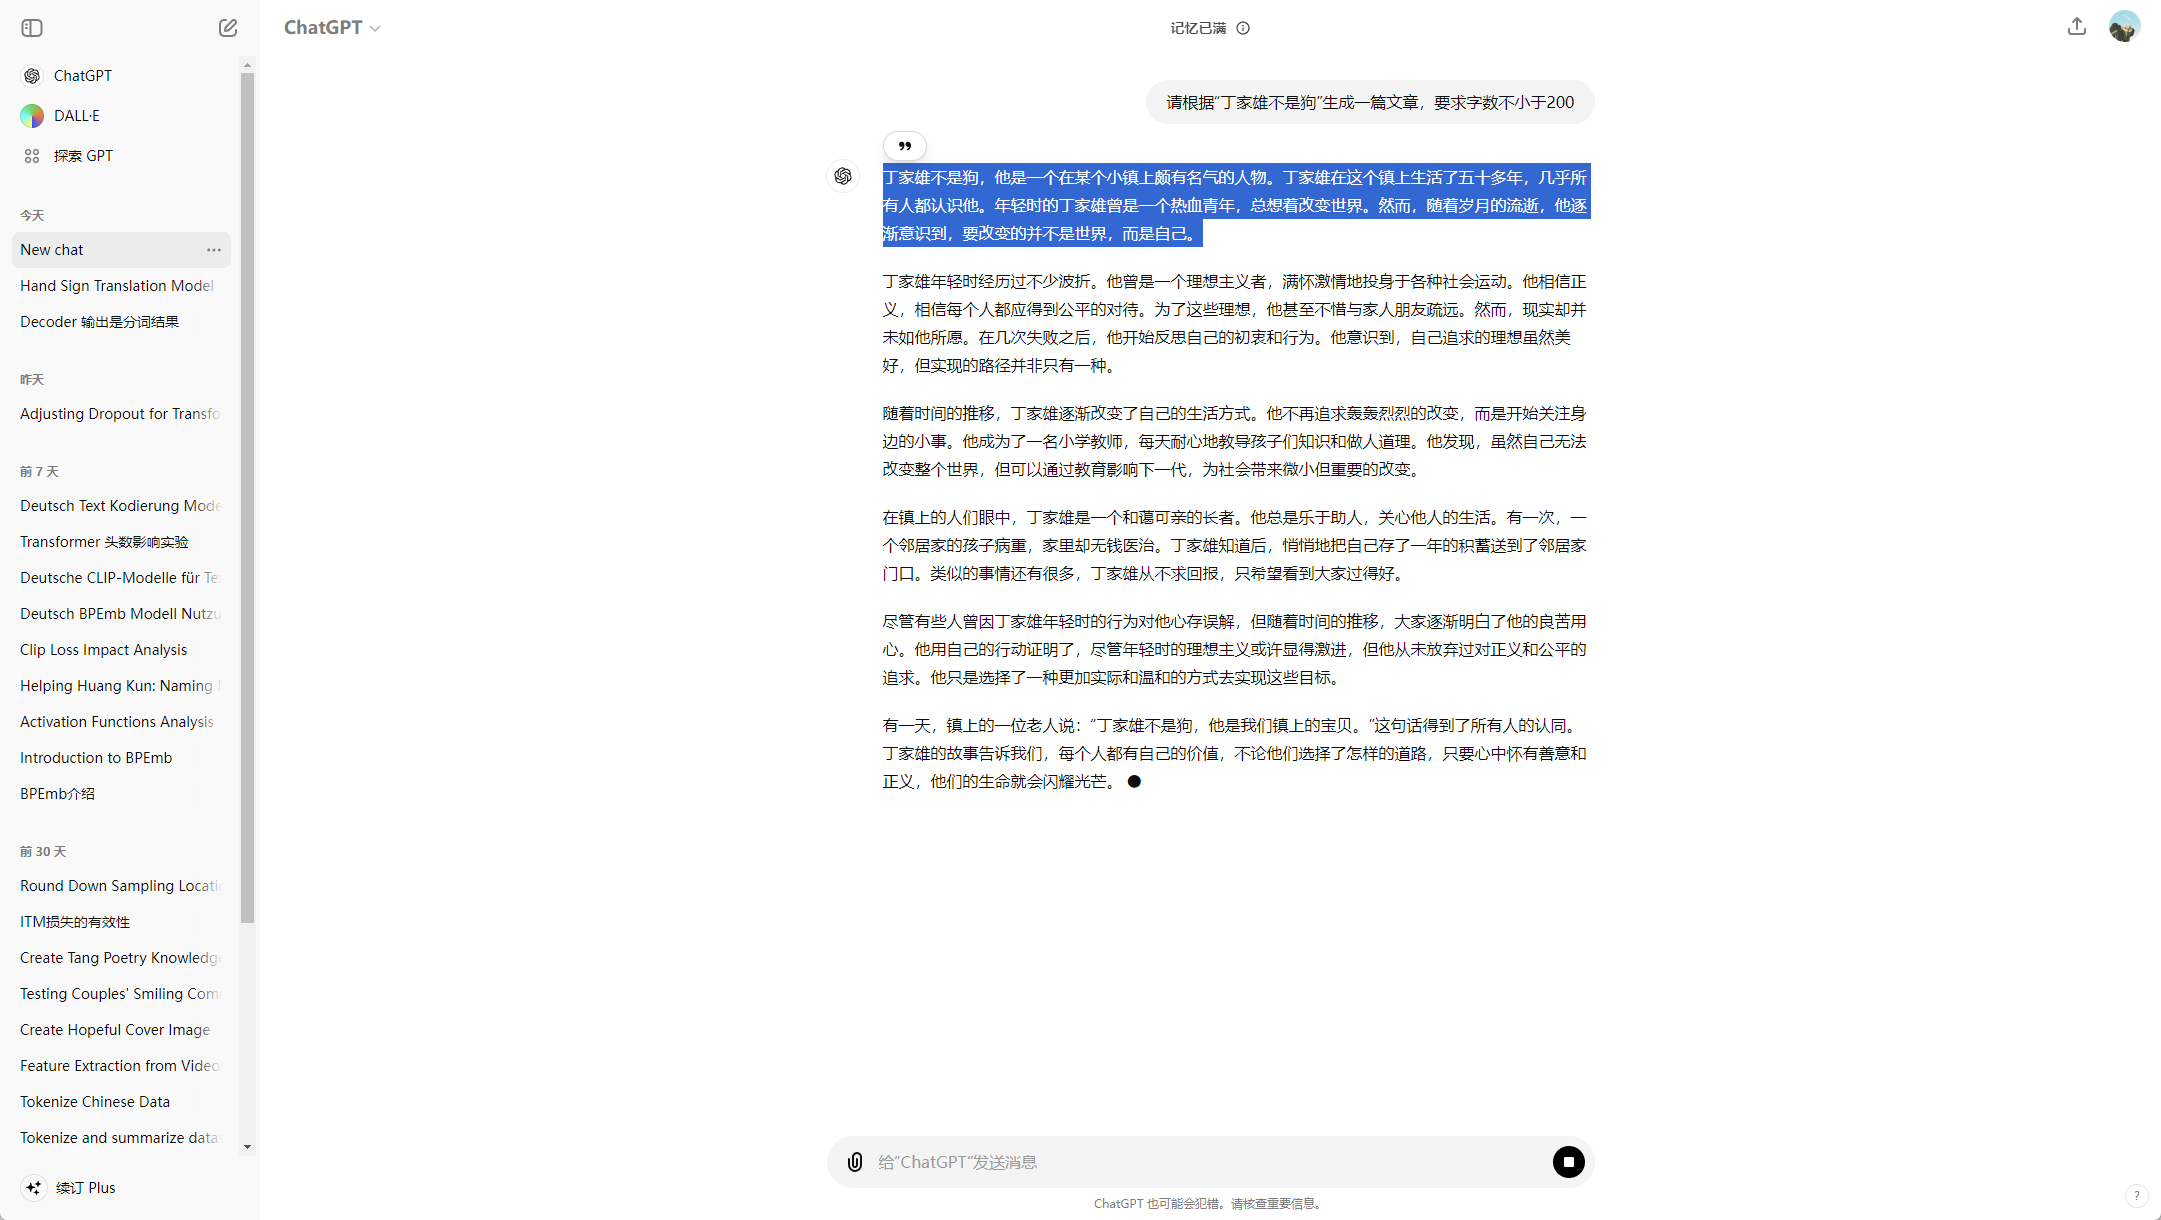 ChatGPT
DALL·E
探索 GPT
今天
New chat
Hand Sign Translation Model
Decoder 输出是分词结果
昨天
Adjusting Dropout for Transfo
前 7 天
Deutsch Text Kodierung Mode
Transformer 头数影响实验
Deutsche CLIP-Modelle für Te
Deutsch BPEmb Modell Nutzu
Clip Loss Impact Analysis
Helping Huang Kun: Naming
Activation Functions Analysis
Introduction to BPEmb
BPEmb介绍
前 30 天
Round Down Sampling Locati
ITM损失的有效性
Create Tang Poetry Knowledge
Testing Couples' Smiling Com
Create Hopeful Cover Image
Feature Extraction from Video
Tokenize Chinese Data
Tokenize and summarize datas
续订 Plus
ChatGPT
记忆已满
请根据“丁家雄不是狗”生成一篇文章，要求字数不小于200
丁家雄不是狗，他是一个在某个小镇上颇有名气的人物。丁家雄在这个镇上生活了五十多年，几乎所
有人都认识他。年轻时的丁家雄曾是一个热血青年，总想着改变世界。然而，随着岁月的流逝，他逐
渐意识到，要改变的并不是世界，而是自己。
丁家雄年轻时经历过不少波折。他曾是一个理想主义者，满怀激情地投身于各种社会运动。他相信正
义，相信每个人都应得到公平的对待。为了这些理想，他甚至不惜与家人朋友疏远。然而，现实却并
未如他所愿。在几次失败之后，他开始反思自己的初衷和行为。他意识到，自己追求的理想虽然美
好，但实现的路径并非只有一种。
随着时间的推移，丁家雄逐渐改变了自己的生活方式。他不再追求轰轰烈烈的改变，而是开始关注身
边的小事。他成为了一名小学教师，每天耐心地教导孩子们知识和做人道理。他发现，虽然自己无法
改变整个世界，但可以通过教育影响下一代，为社会带来微小但重要的改变。
在镇上的人们眼中，丁家雄是一个和蔼可亲的长者。他总是乐于助人，关心他人的生活。有一次，一
个邻居家的孩子病重，家里却无钱医治。丁家雄知道后，悄悄地把自己存了一年的积蓄送到了邻居家
门口。类似的事情还有很多，丁家雄从不求回报，只希望看到大家过得好。
尽管有些人曾因丁家雄年轻时的行为对他心存误解，但随着时间的推移，大家逐渐明白了他的良苦用
心。他用自己的行动证明了，尽管年轻时的理想主义或许显得激进，但他从未放弃过对正义和公平的
追求。他只是选择了一种更加实际和温和的方式去实现这些目标。
有一天，镇上的一位老人说：“丁家雄不是狗，他是我们镇上的宝贝。”这句话得到了所有人的认同。
丁家雄的故事告诉我们，每个人都有自己的价值，不论他们选择了怎样的道路，只要心中怀有善意和
正义，他们的生命就会闪耀光芒。
给“ChatGPT”发送消息
ChatGPT 也可能会犯错。请核查重要信息。
?